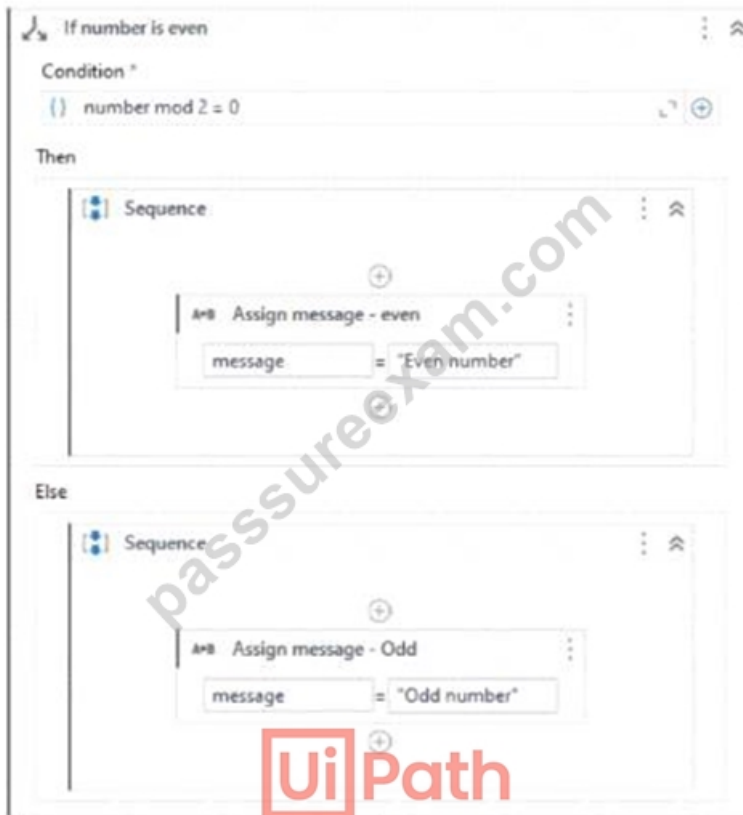 If number is even
Condition *
{} number mod 2 = 0
Then
Sequence
A•B Assign message - even
message = "Even number"
Else
Sequence
A•B Assign message - Odd
message = "Odd number"
passsureexam.com
UiPath